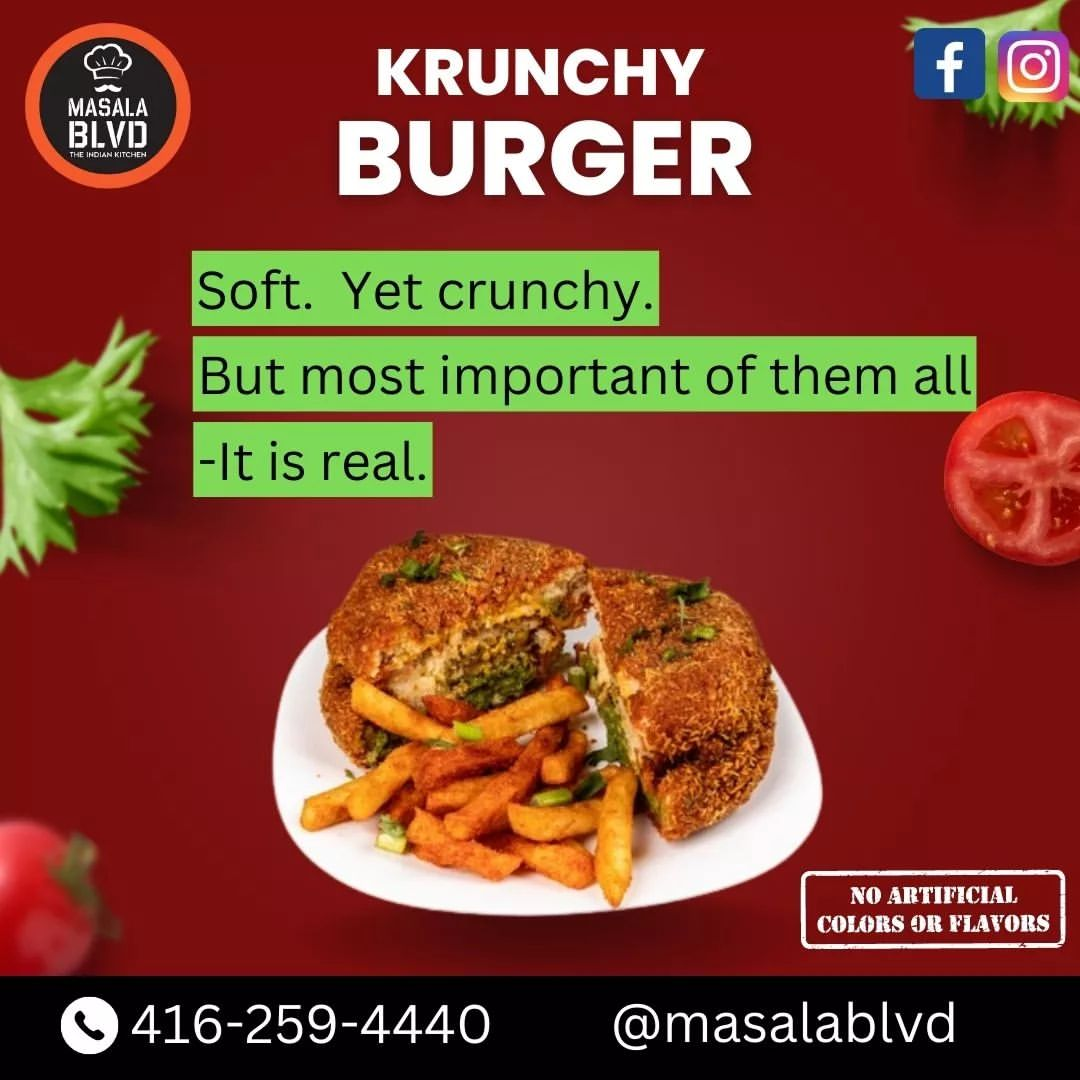 MASALA
BLVD
THE INDIAN KITCHEN
KRUNCHY
BURGER
Soft.  Yet crunchy.
But most important of them all
-It is real.
NO ARTIFICIAL
COLORS OR FLAVORS
416-259-4440
@masalablvd